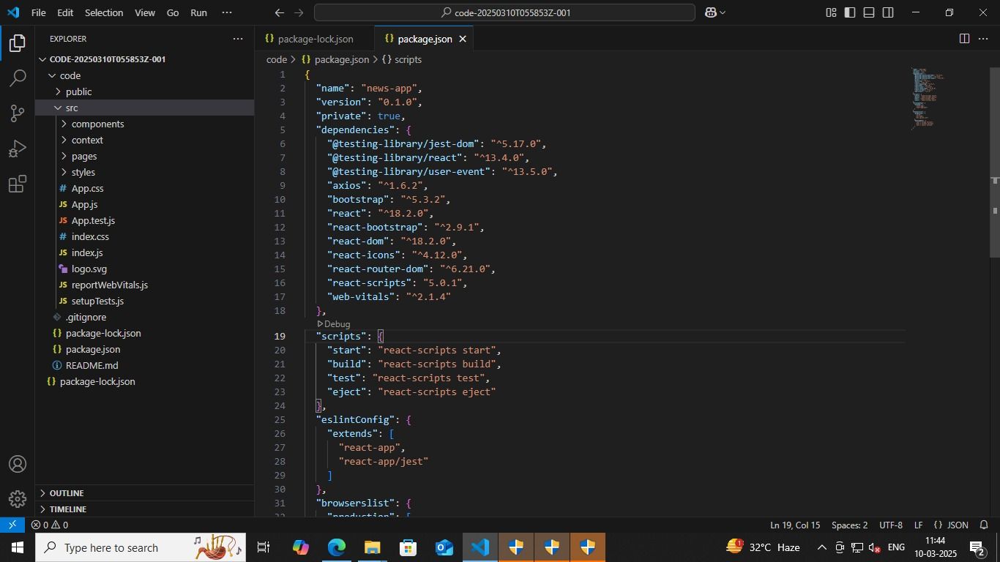 File Edit Selection View Go Run ···
code-20250310T055853Z-001
EXPLORER
CODE-20250310T055853Z-001
code
public
src
components
context
pages
styles
# App.css
JS App.js
JS App.test.js
# index.css
JS index.js
logo.svg
JS reportWebVitals.js
JS setupTests.js
.gitignore
{} package-lock.json
{} package.json
README.md
{} package-lock.json
OUTLINE
TIMELINE
{} package-lock.json
{} package.json
code > {} package.json > {} scripts
1 {
2 "name": "news-app",
3 "version": "0.1.0",
4 "private": true,
5 "dependencies": {
6 "@testing-library/jest-dom": "^5.17.0",
7 "@testing-library/react": "^13.4.0",
8 "@testing-library/user-event": "^13.5.0",
9 "axios": "^1.6.2",
10 "bootstrap": "^5.3.2",
11 "react": "^18.2.0",
12 "react-bootstrap": "^2.9.1",
13 "react-dom": "^18.2.0",
14 "react-icons": "^4.12.0",
15 "react-router-dom": "^6.21.0",
16 "react-scripts": "5.0.1",
17 "web-vitals": "^2.1.4"
18 },
Debug
19 "scripts": {
20 "start": "react-scripts start",
21 "build": "react-scripts build",
22 "test": "react-scripts test",
23 "eject": "react-scripts eject"
24 },
25 "eslintConfig": {
26 "extends": [
27 "react-app",
28 "react-app/jest"
29 ]
30 },
31 "browserslist": {
32 "production": [
0 0
Ln 19, Col 15 Spaces: 2 UTF-8 LF {} JSON
Type here to search
1
32°C Haze
ENG
11:44
10-03-2025
2